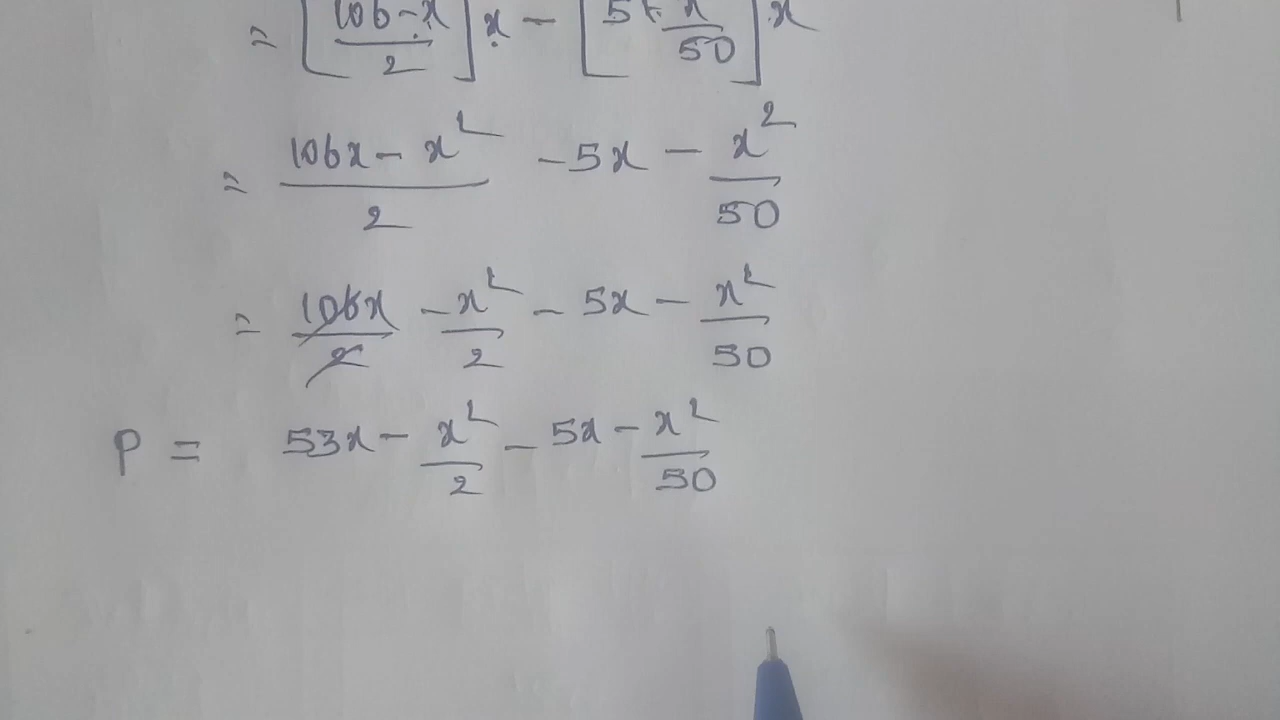 = [106-x/2] x - [5+x/50] x
= 106x - x²/2 - 5x - x²/50
= 106x/2 - x²/2 - 5x - x²/50
P = 53x - x²/2 - 5x - x²/50